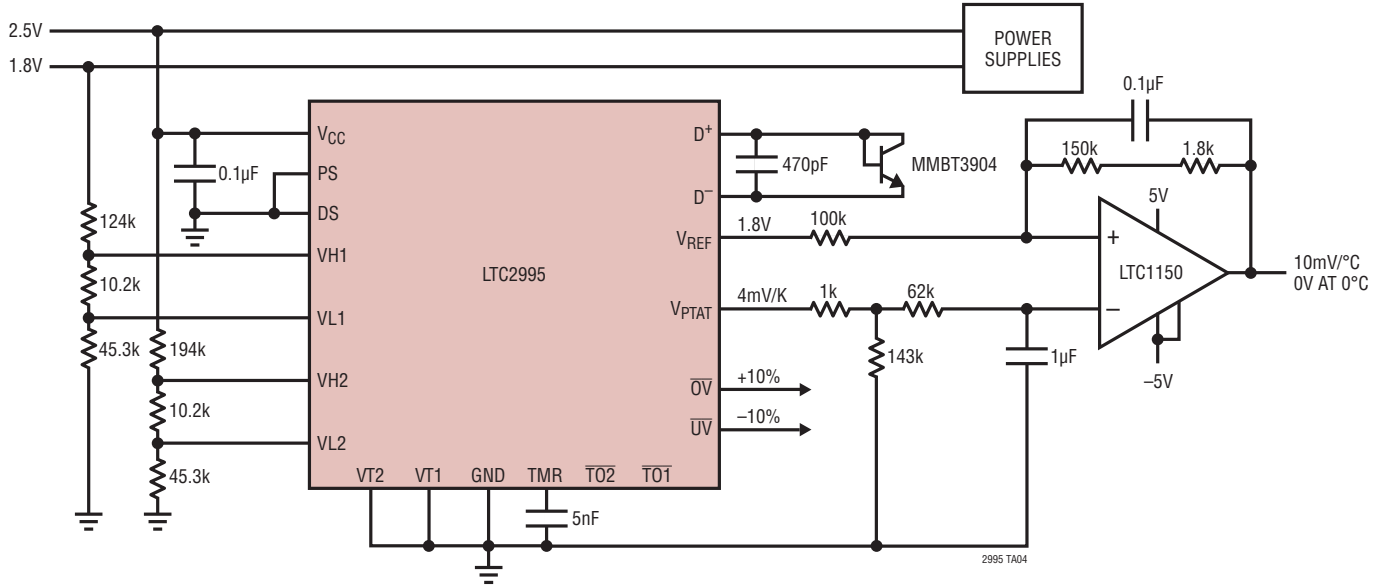 2.5V
1.8V
POWER
SUPPLIES
0.1µF
150k
1.8k
VCC
PS
DS
VH1
VL1
VH2
VL2
0.1µF
124k
10.2k
45.3k
194k
10.2k
45.3k
LTC2995
D+
D–
VREF
VPTAT
OV
UV
470pF
MMBT3904
1.8V
100k
4mV/K
1k
62k
143k
1µF
+10%
–10%
5V
+
–
LTC1150
–5V
10mV/°C
0V AT 0°C
VT2
VT1
GND
TMR
TO2
TO1
5nF
2995 TA04